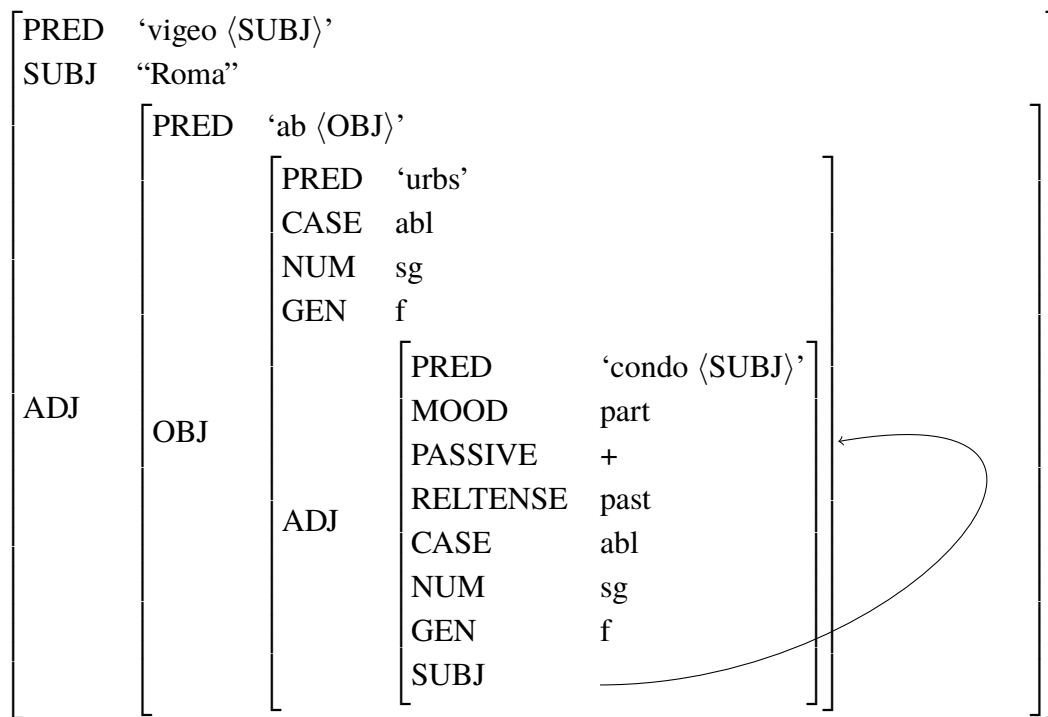 PRED ‘vigeo ⟨SUBJ⟩’
SUBJ “Roma”
PRED ‘ab ⟨OBJ⟩’
PRED ‘urbs’
CASE abl
NUM sg
GEN f
PRED ‘condo ⟨SUBJ⟩’
ADJ
MOOD part
OBJ
PASSIVE +
RELTENSE past
ADJ
CASE abl
NUM sg
GEN f
SUBJ